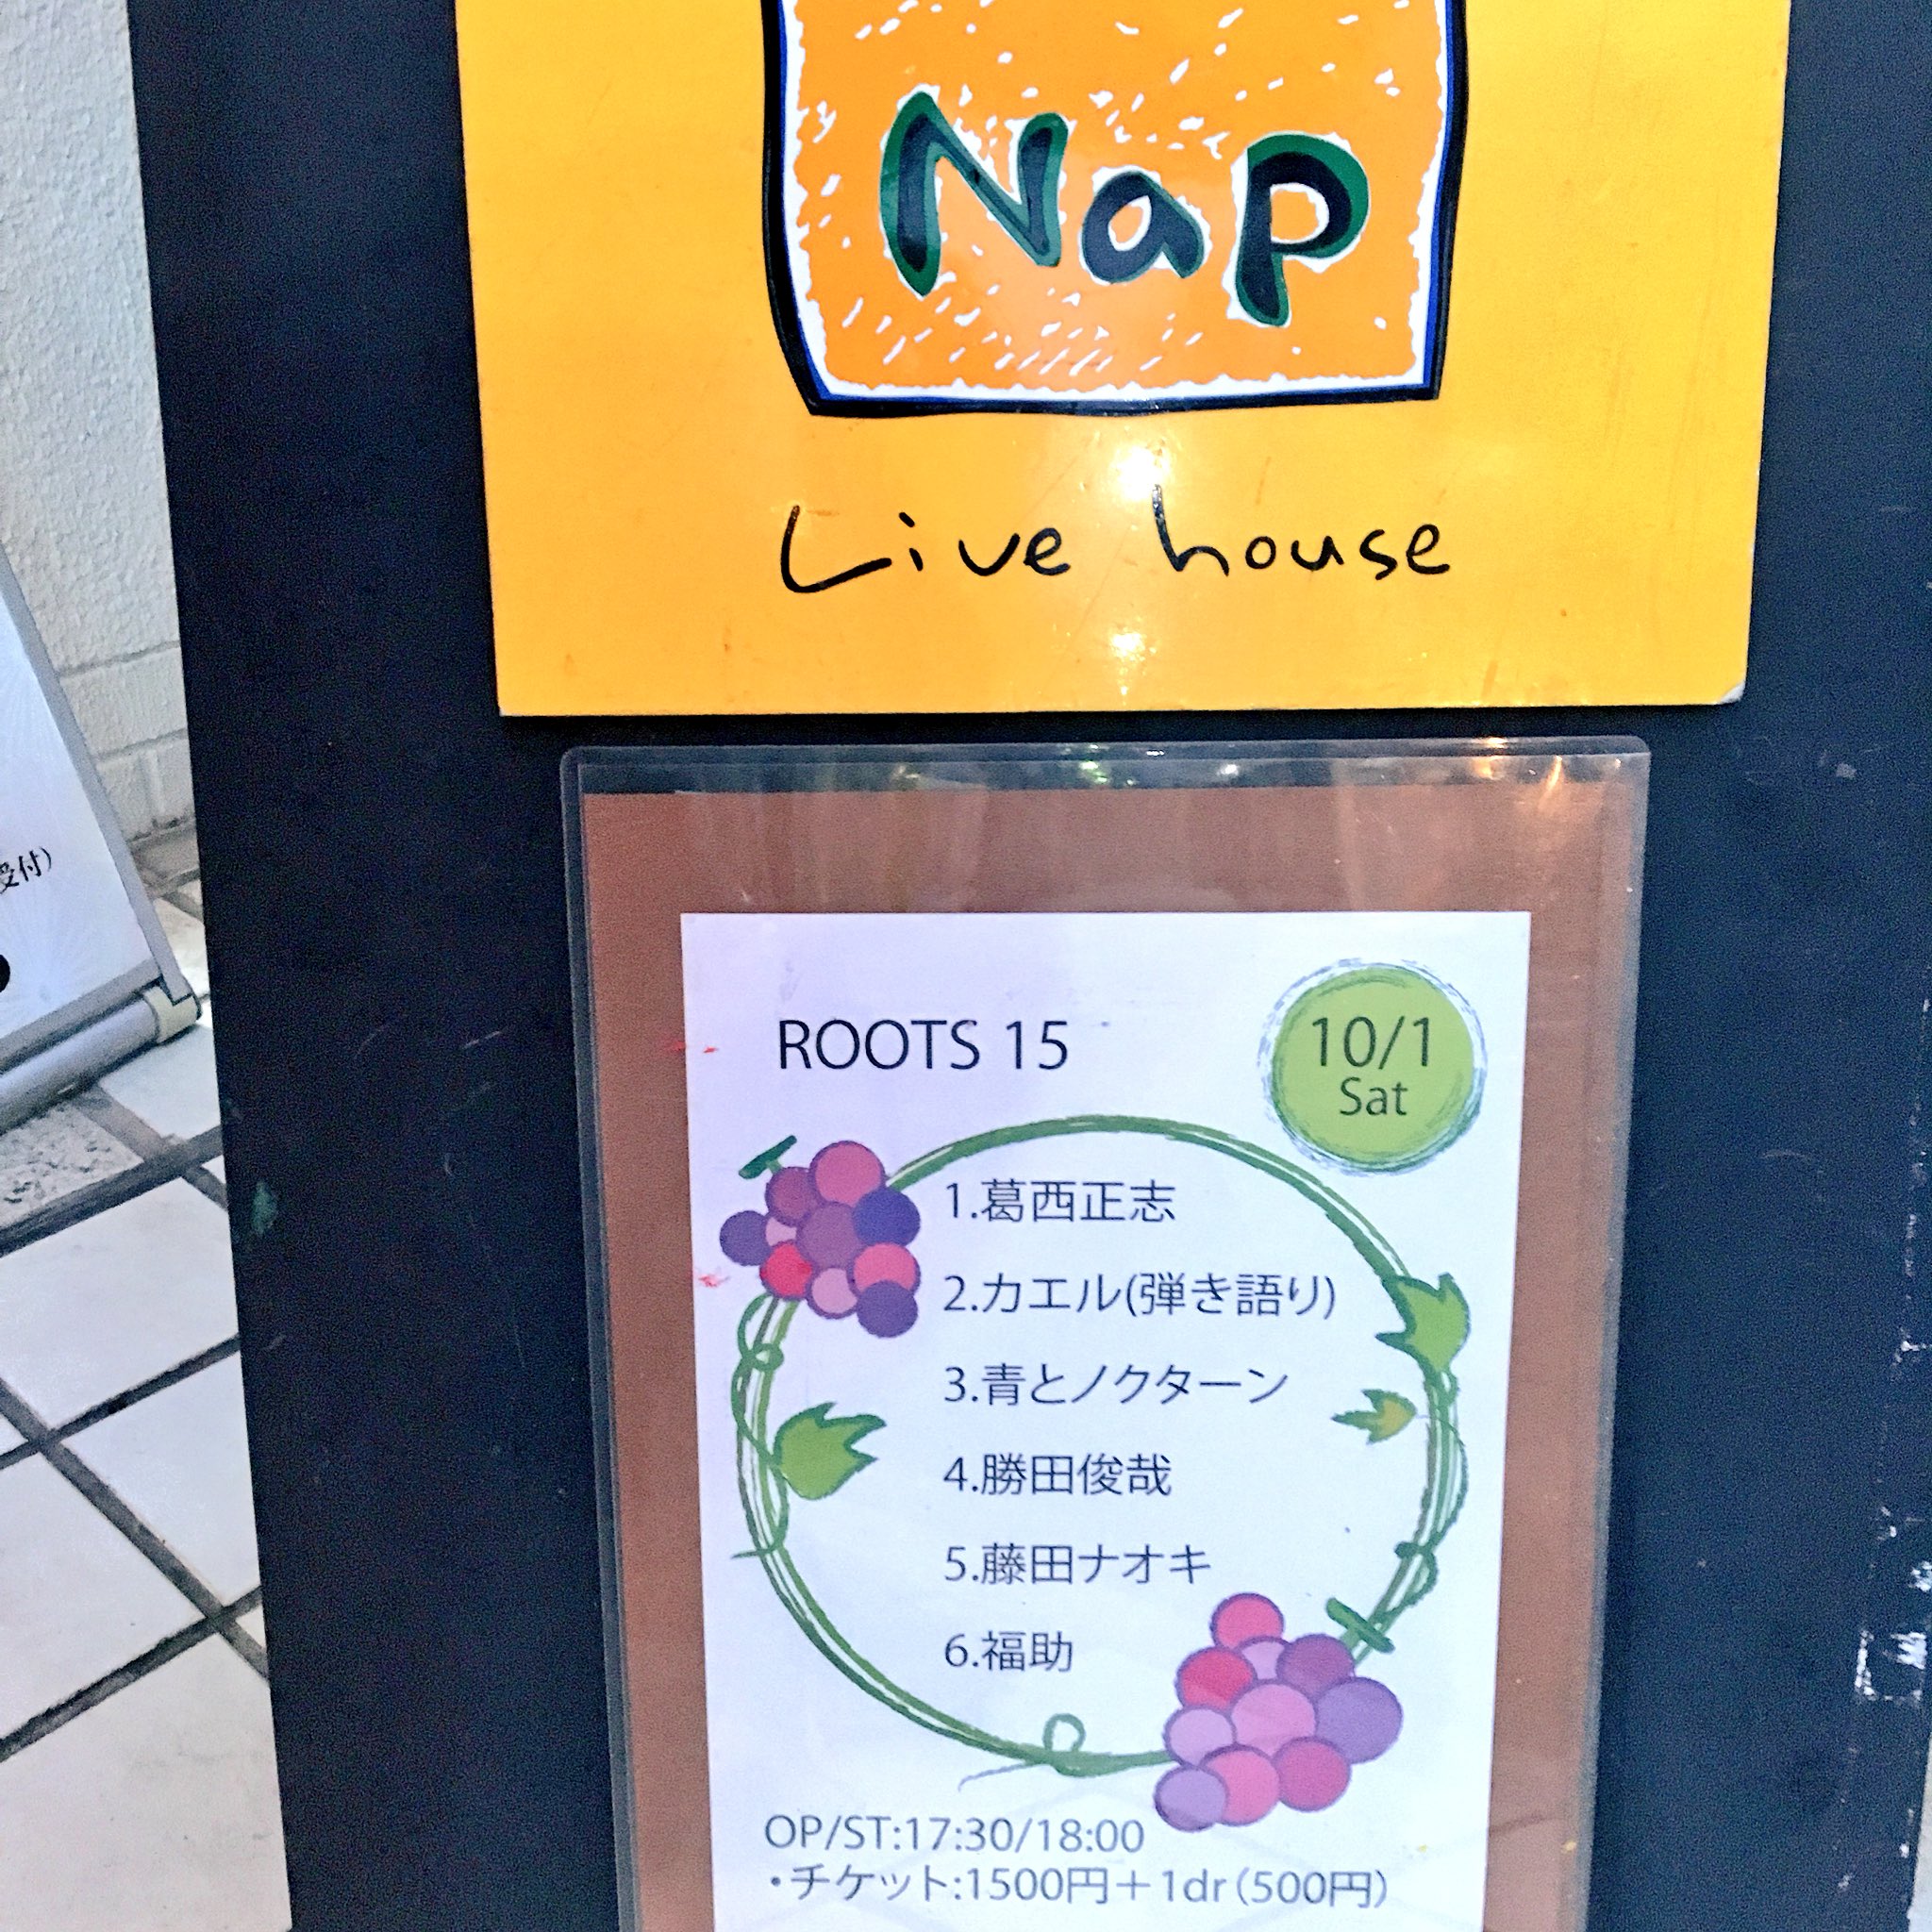 Nap
Live house
受付)
ROOTS 15
10/1
Sat
1.葛西正志
2.カエル(弾き語り)
3.青とノクターン
4.勝田俊哉
5.藤田ナオキ
6.福助
OP/ST:17:30/18:00
・チケット:1500円＋1dr(500円)